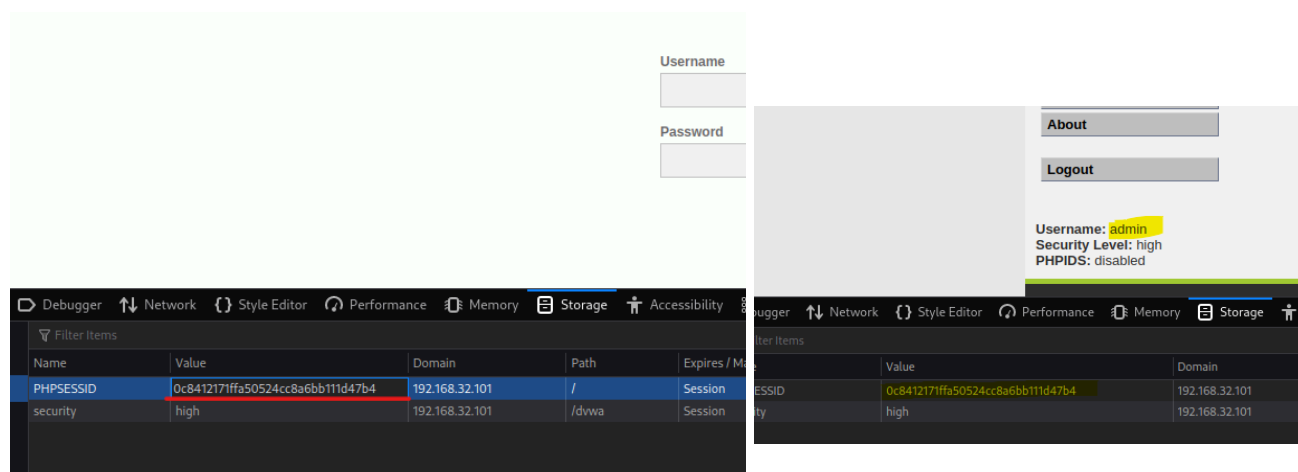 Username
Password
Debugger Network Style Editor Performance Memory Storage Accessibility
Filter Items
Name Value Domain Path Expires / Ma
PHPSESSID 0c8412171ffa50524cc8a6bb111d47b4 192.168.32.101 / Session
security high 192.168.32.101 /dvwa Session
About
Logout
Username: admin
Security Level: high
PHPIDS: disabled
ugger Network Style Editor Performance Memory Storage
lter Items
Value Domain
ESSID 0c8412171ffa50524cc8a6bb111d47b4 192.168.32.101
ity high 192.168.32.101